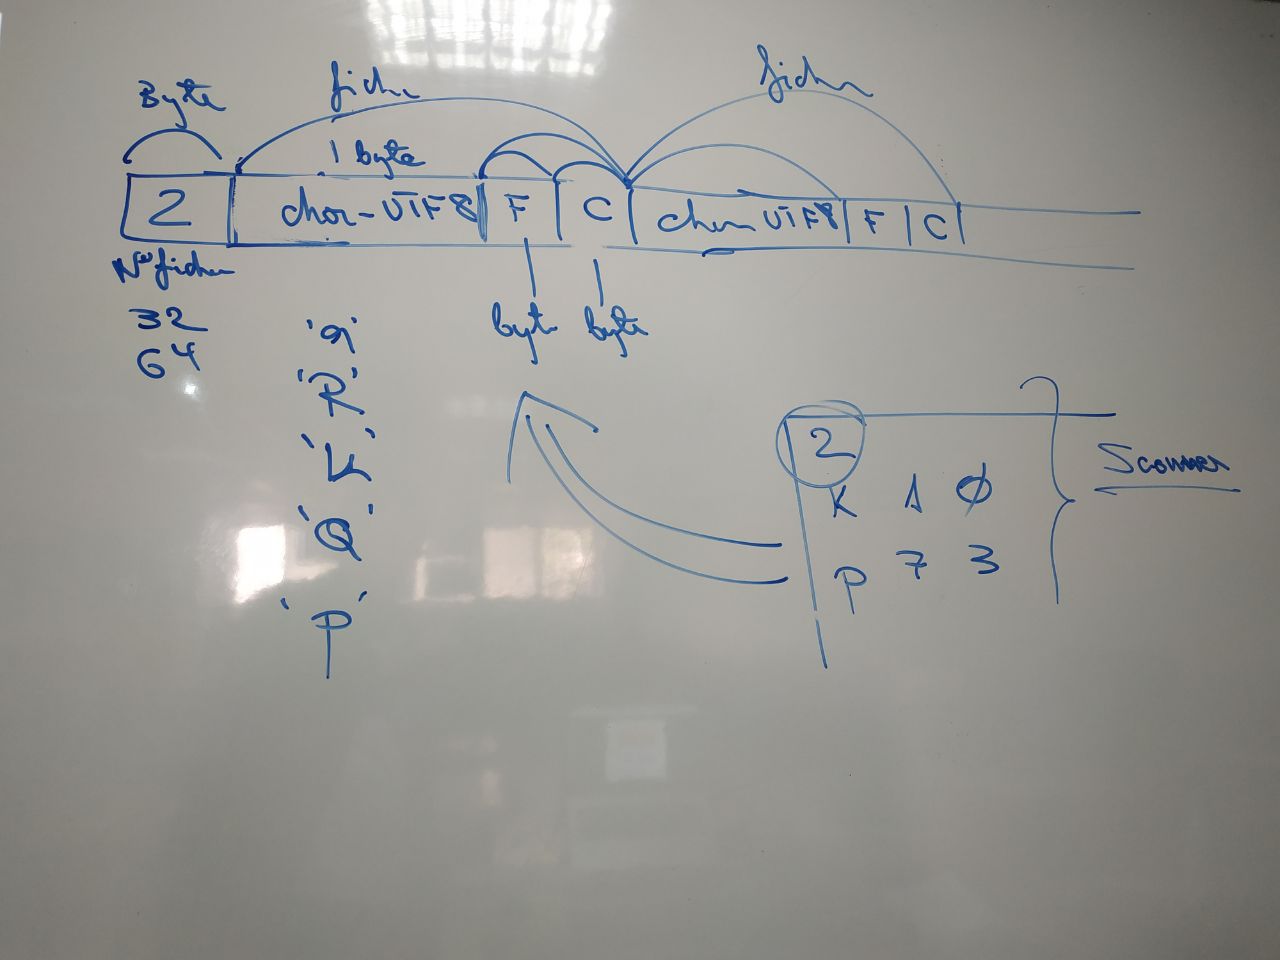 Byte ficha ficha
1 byte
2 char-UTF8 F C char UTF8 F C
Nº fichas
32
64
byte byte
'R'
'K'
'Q'
'P'
2
K 1 0
P 7 3
Scanner